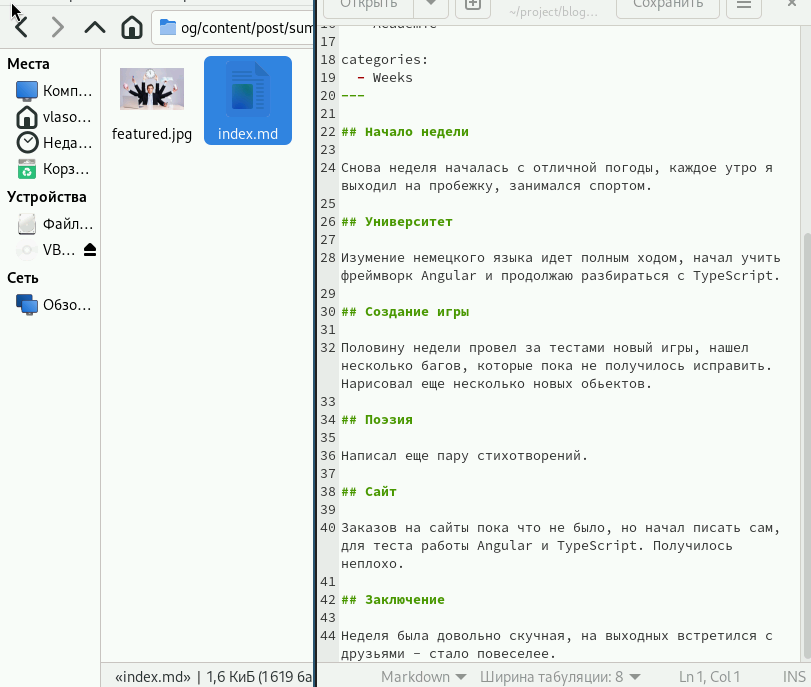 og/content/post/sum
Места
Комп...
vlaso...
Неда...
Корз...
Устройства
Файл...
VB...
Сеть
Обзо...
featured.jpg
index.md
«index.md» | 1,6 КиБ (1 619 ба
Открыть
~/project/blog...
Сохранить
17
18 categories:
19 - Weeks
20 ---
21
22 ## Начало недели
23
24 Снова неделя началась с отличной погоды, каждое утро я
выходил на пробежку, занимался спортом.
25
26 ## Университет
27
28 Изумение немецкого языка идет полным ходом, начал учить
фреймворк Angular и продолжаю разбираться с TypeScript.
29
30 ## Создание игры
31
32 Половину недели провел за тестами новый игры, нашел
несколько багов, которые пока не получилось исправить.
Нарисовал еще несколько новых обьектов.
33
34 ## Поэзия
35
36 Написал еще пару стихотворений.
37
38 ## Сайт
39
40 Заказов на сайты пока что не было, но начал писать сам,
для теста работы Angular и TypeScript. Получилось
неплохо.
41
42 ## Заключение
43
44 Неделя была довольно скучная, на выходных встретился с
друзьями - стало повеселее.
Markdown
Ширина табуляции: 8
Ln 1, Col 1
INS